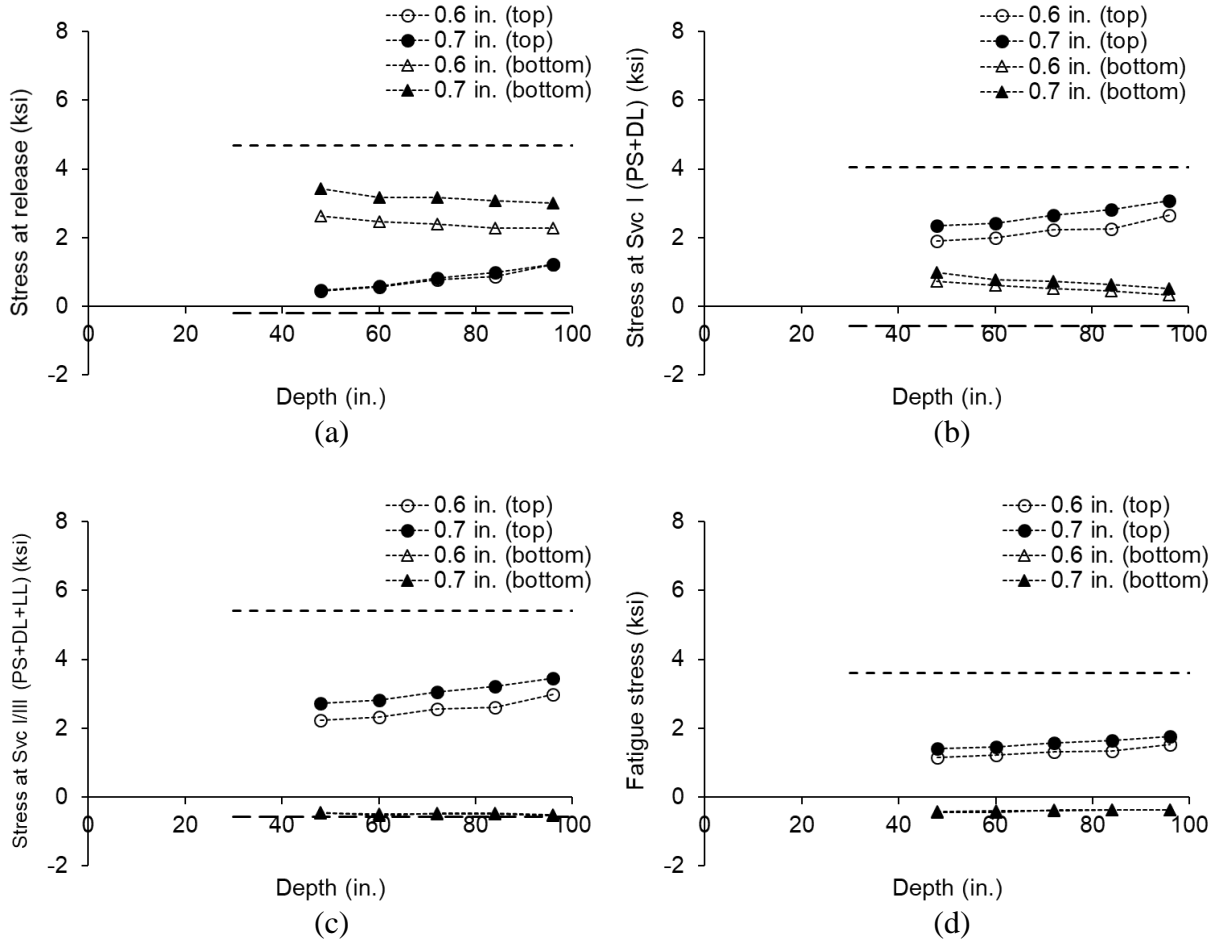 Stress at release (ksi)
8
6
4
2
0
-2
0
20
40
60
80
100
0.6 in. (top)
0.7 in. (top)
0.6 in. (bottom)
0.7 in. (bottom)
Depth (in.)
(a)
Stress at Svc I (PS+DL) (ksi)
8
6
4
2
0
-2
0
20
40
60
80
100
0.6 in. (top)
0.7 in. (top)
0.6 in. (bottom)
0.7 in. (bottom)
Depth (in.)
(b)
Stress at Svc I/III (PS+DL+LL) (ksi)
8
6
4
2
0
-2
0
20
40
60
80
100
0.6 in. (top)
0.7 in. (top)
0.6 in. (bottom)
0.7 in. (bottom)
Depth (in.)
(c)
Fatigue stress (ksi)
8
6
4
2
0
-2
0
20
40
60
80
100
0.6 in. (top)
0.7 in. (top)
0.6 in. (bottom)
0.7 in. (bottom)
Depth (in.)
(d)